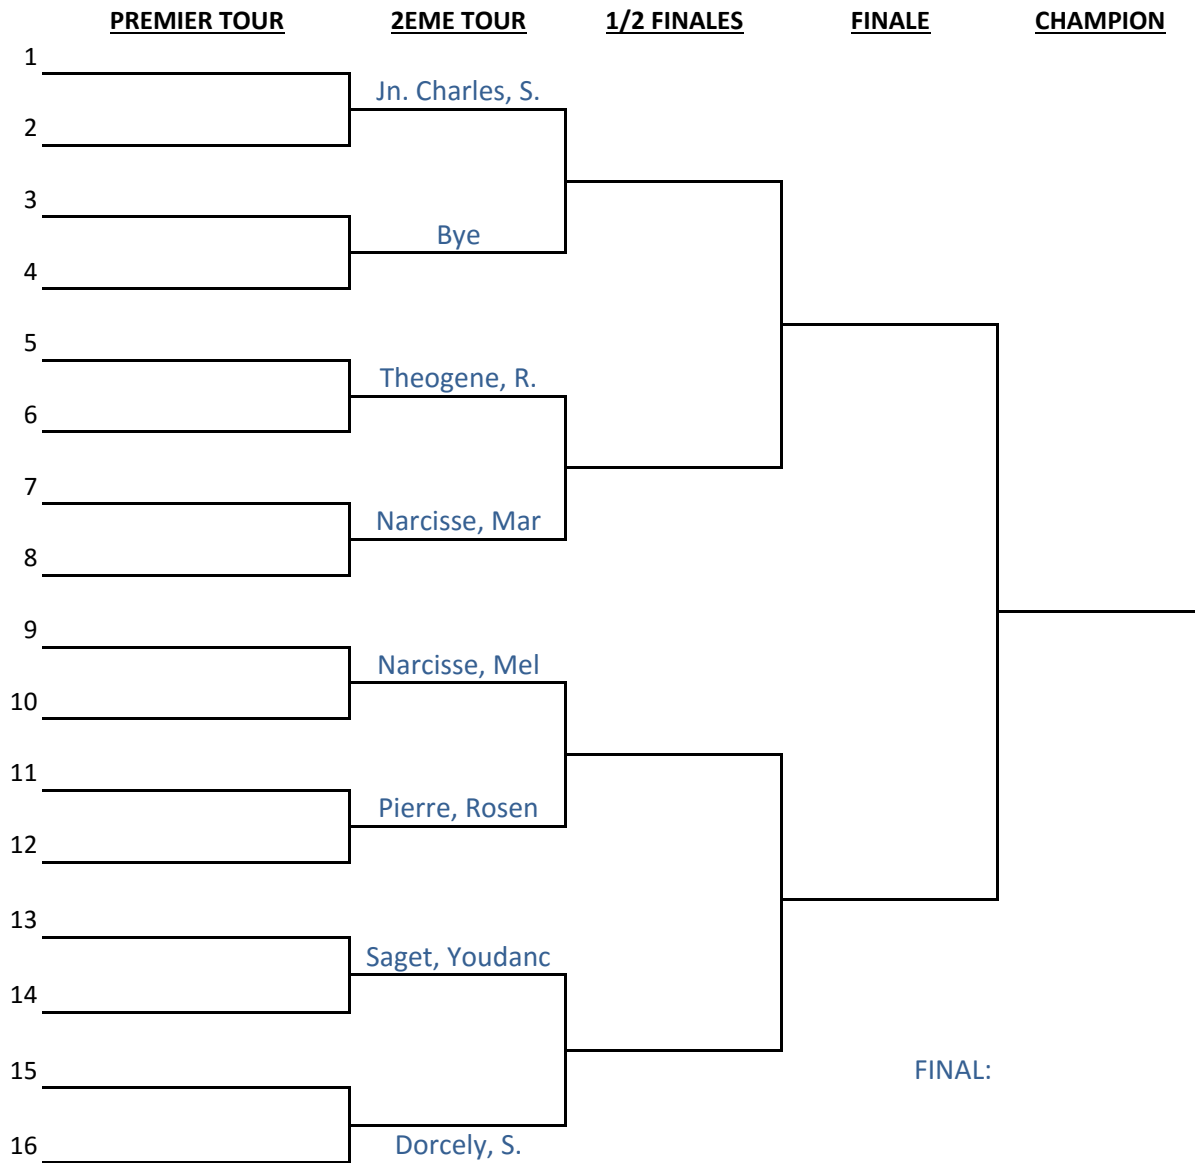 PREMIER TOUR 2EME TOUR 1/2 FINALES FINALE CHAMPION
1
Jn. Charles, S.
2
3
Bye
4
5
Theogene, R.
6
7
Narcisse, Mar
8
9
Narcisse, Mel
10
11
Pierre, Rosen
12
13
Saget, Youdanc
14
15
FINAL:
16
Dorcely, S.